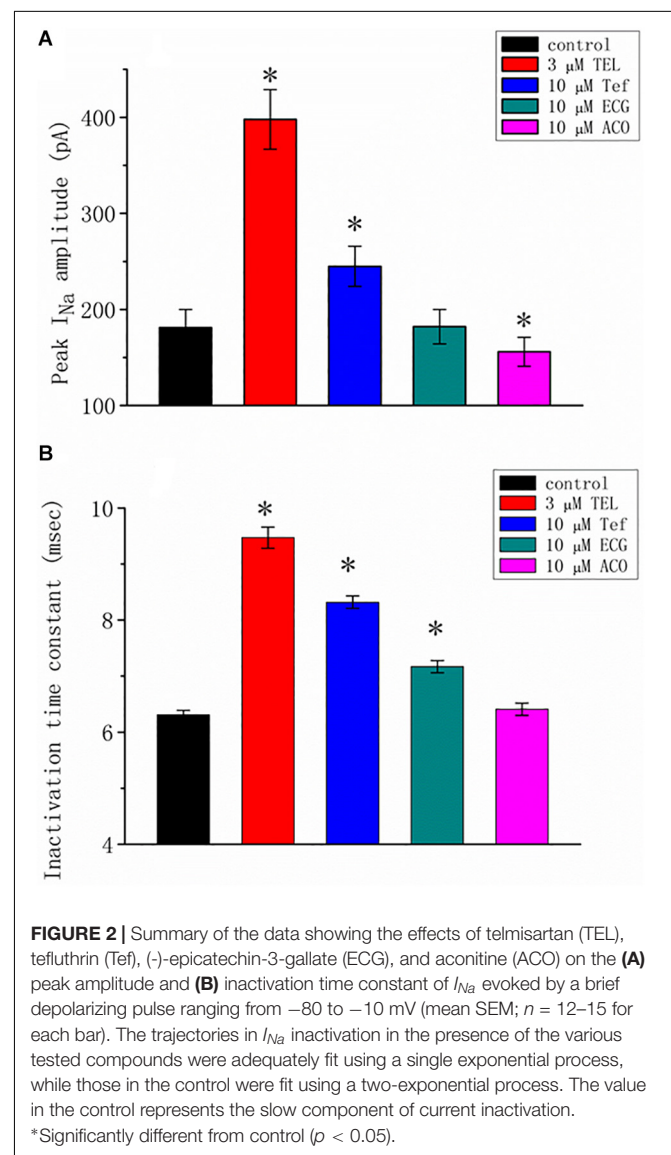 A
control
3 μM TEL
10 μM Tef
10 μM ECG
10 μM ACO
Peak INa amplitude (pA)
400
300
200
100
*
*
*
B
control
3 μM TEL
10 μM Tef
10 μM ECG
10 μM ACO
Inactivation time constant (msec)
10
8
6
4
*
*
*
FIGURE 2 | Summary of the data showing the effects of telmisartan (TEL),
tefluthrin (Tef), (-)-epicatechin-3-gallate (ECG), and aconitine (ACO) on the (A)
peak amplitude and (B) inactivation time constant of INa evoked by a brief
depolarizing pulse ranging from −80 to −10 mV (mean SEM; n = 12–15 for
each bar). The trajectories in INa inactivation in the presence of the various
tested compounds were adequately fit using a single exponential process,
while those in the control were fit using a two-exponential process. The value
in the control represents the slow component of current inactivation.
*Significantly different from control (p < 0.05).